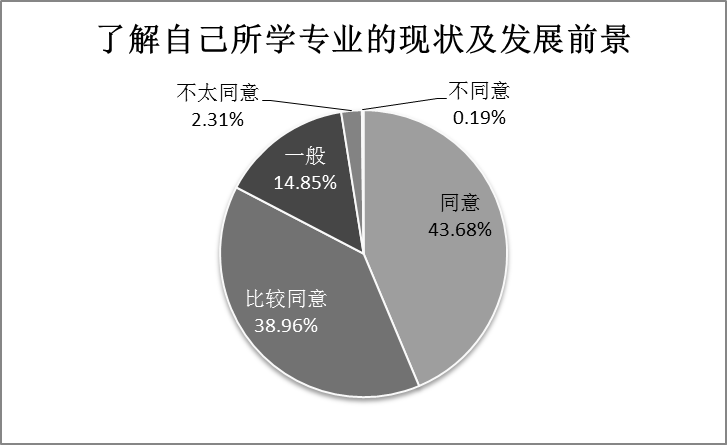 了解自己所学专业的现状及发展前景
不太同意
2.31%
不同意
0.19%
一般
14.85%
同意
43.68%
比较同意
38.96%